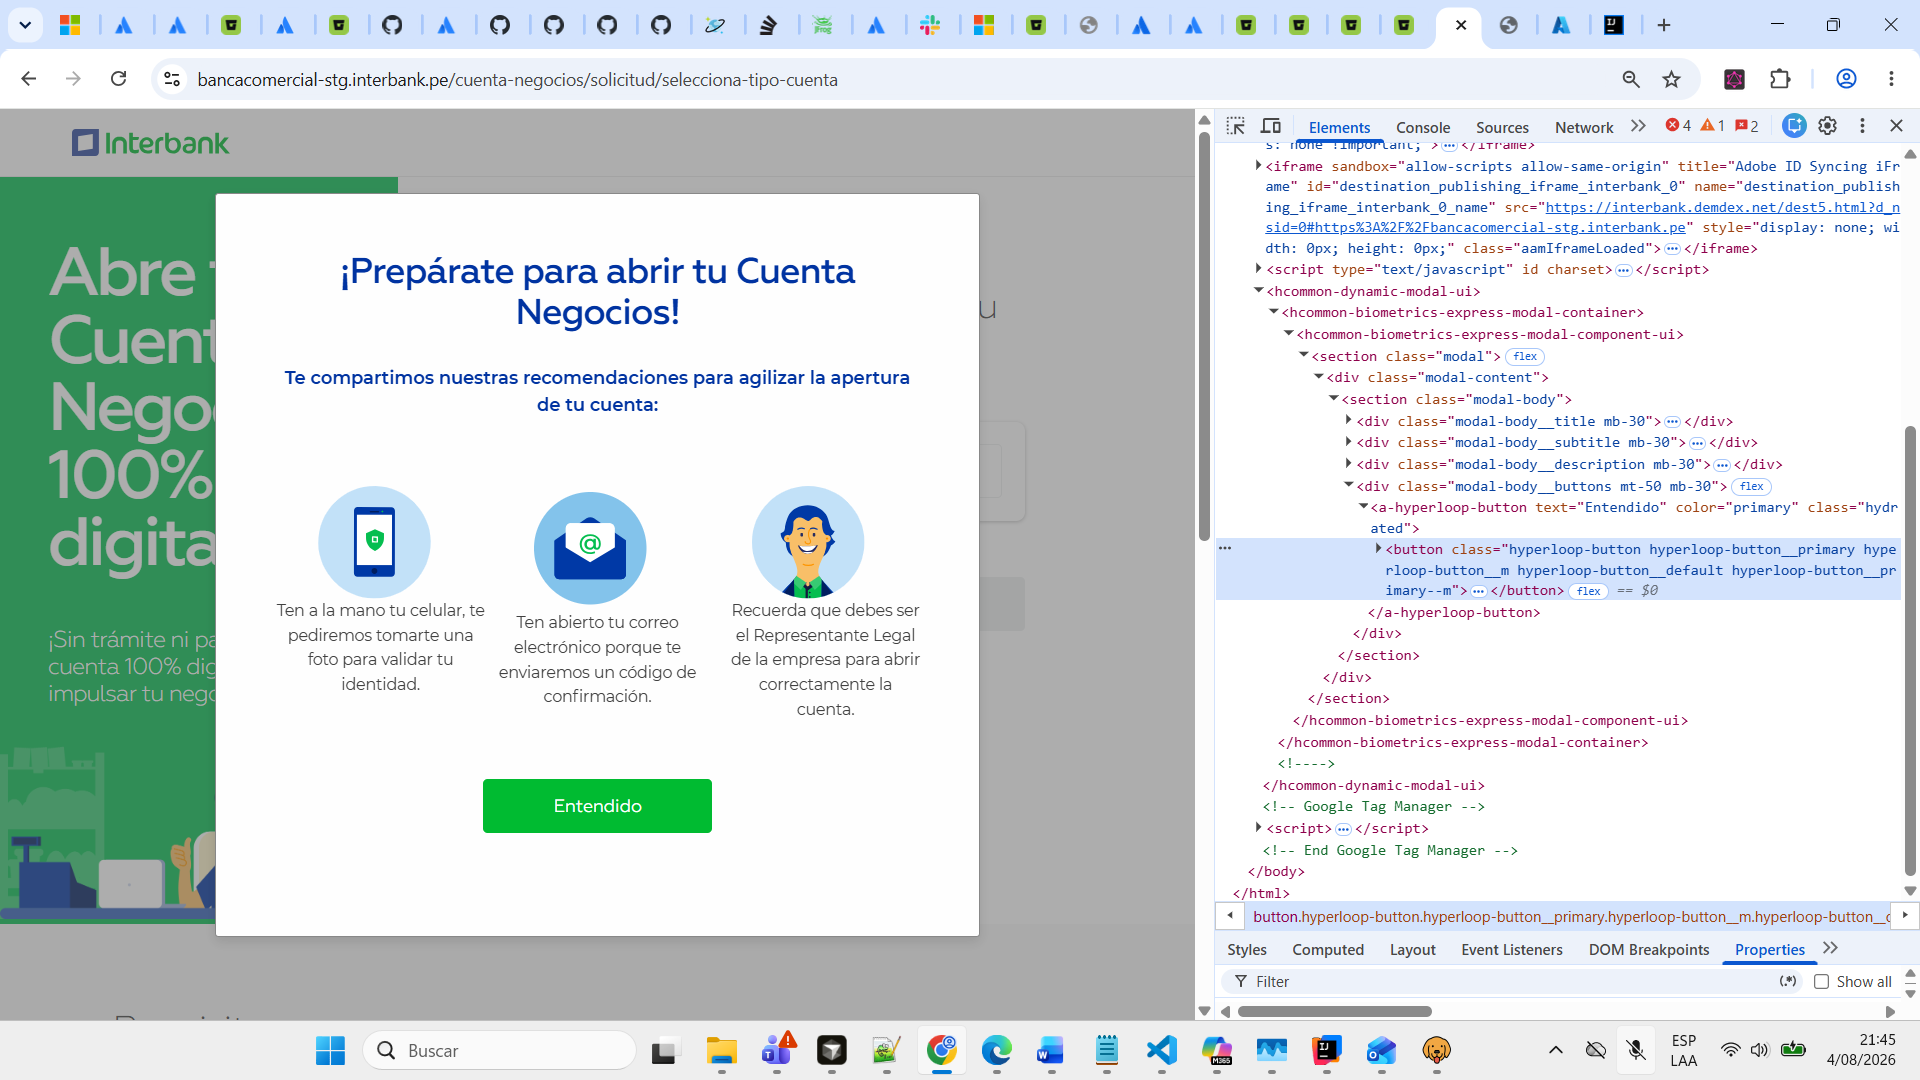 bancacomercial-stg.interbank.pe/cuenta-negocios/solicitud/selecciona-tipo-cuenta
Interbank
Abre
Cuent
Nego
100%
digita
¡Sin trámite ni pa
cuenta 100% dig
impulsar tu nego
¡Prepárate para abrir tu Cuenta
Negocios!
Te compartimos nuestras recomendaciones para agilizar la apertura
de tu cuenta:
Ten a la mano tu celular, te
pediremos tomarte una
foto para validar tu
identidad.
Ten abierto tu correo
electrónico porque te
enviaremos un código de
confirmación.
Recuerda que debes ser
el Representante Legal
de la empresa para abrir
correctamente la
cuenta.
Entendido
Elements
Console
Sources
Network
4
1
2
s: none !important; "></iframe>
<iframe sandbox="allow-scripts allow-same-origin" title="Adobe ID Syncing iFr
ame" id="destination_publishing_iframe_interbank_0" name="destination_publish
ing_iframe_interbank_0_name" src="https://interbank.demdex.net/dest5.html?d_n
sid=0#https%3A%2F%2Fbancacomercial-stg.interbank.pe" style="display: none; wi
dth: 0px; height: 0px;" class="aamIframeLoaded">…</iframe>
<script type="text/javascript" id charset>…</script>
<hcommon-dynamic-modal-ui>
<hcommon-biometrics-express-modal-container>
<hcommon-biometrics-express-modal-component-ui>
<section class="modal"> flex
<div class="modal-content">
<section class="modal-body">
<div class="modal-body__title mb-30">…</div>
<div class="modal-body__subtitle mb-30">…</div>
<div class="modal-body__description mb-30">…</div>
<div class="modal-body__buttons mt-50 mb-30"> flex
<a-hyperloop-button text="Entendido" color="primary" class="hydr
ated">
<button class="hyperloop-button hyperloop-button__primary hype
rloop-button__m hyperloop-button__default hyperloop-button__pr
imary--m">…</button> flex == $0
</a-hyperloop-button>
</div>
</section>
</div>
</section>
</hcommon-biometrics-express-modal-component-ui>
</hcommon-biometrics-express-modal-container>
<!---->
</hcommon-dynamic-modal-ui>
<!-- Google Tag Manager -->
<script>…</script>
<!-- End Google Tag Manager -->
</body>
</html>
button.hyperloop-button.hyperloop-button__primary.hyperloop-button__m.hyperloop-button__d
Styles
Computed
Layout
Event Listeners
DOM Breakpoints
Properties
Filter
(.*)
Show all
Buscar
ESP
LAA
21:45
4/08/2026